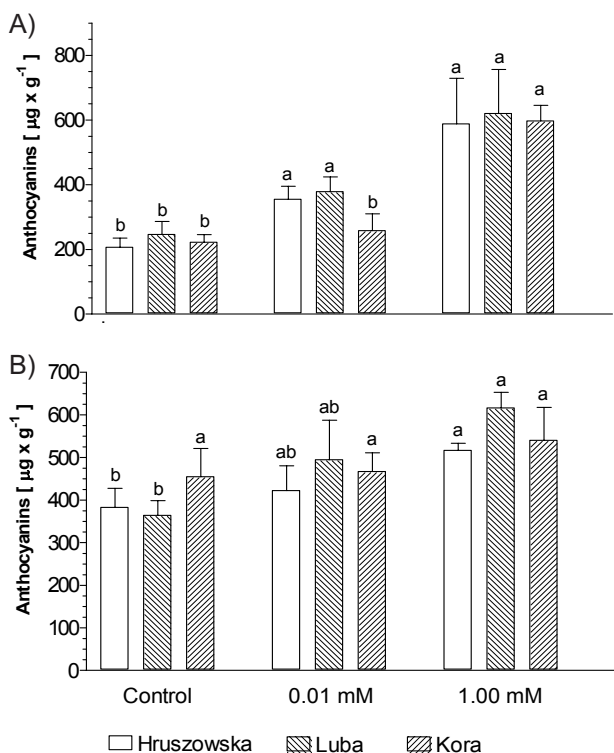 A)
Anthocyanins [ µg x g⁻¹ ]
800
600
400
200
0
b b b
a a b
a a a
B)
Anthocyanins [ µg x g⁻¹ ]
700
600
500
400
300
200
100
0
b b a
ab ab a
a a a
Control 0.01 mM 1.00 mM
Hruszowska Luba Kora